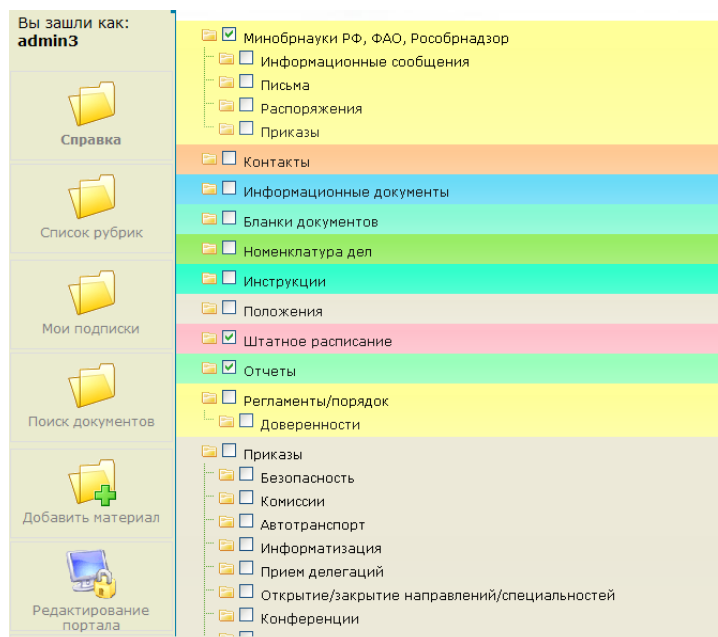 Вы зашли как:
admin3
Справка
Список рубрик
Мои подписки
Поиск документов
Добавить материал
Редактирование
портала
Минобрнауки РФ, ФАО, Рособрнадзор
Информационные сообщения
Письма
Распоряжения
Приказы
Контакты
Информационные документы
Бланки документов
Номенклатура дел
Инструкции
Положения
Штатное расписание
Отчеты
Регламенты/порядок
Доверенности
Приказы
Безопасность
Комиссии
Автотранспорт
Информатизация
Прием делегаций
Открытие/закрытие направлений/специальностей
Конференции